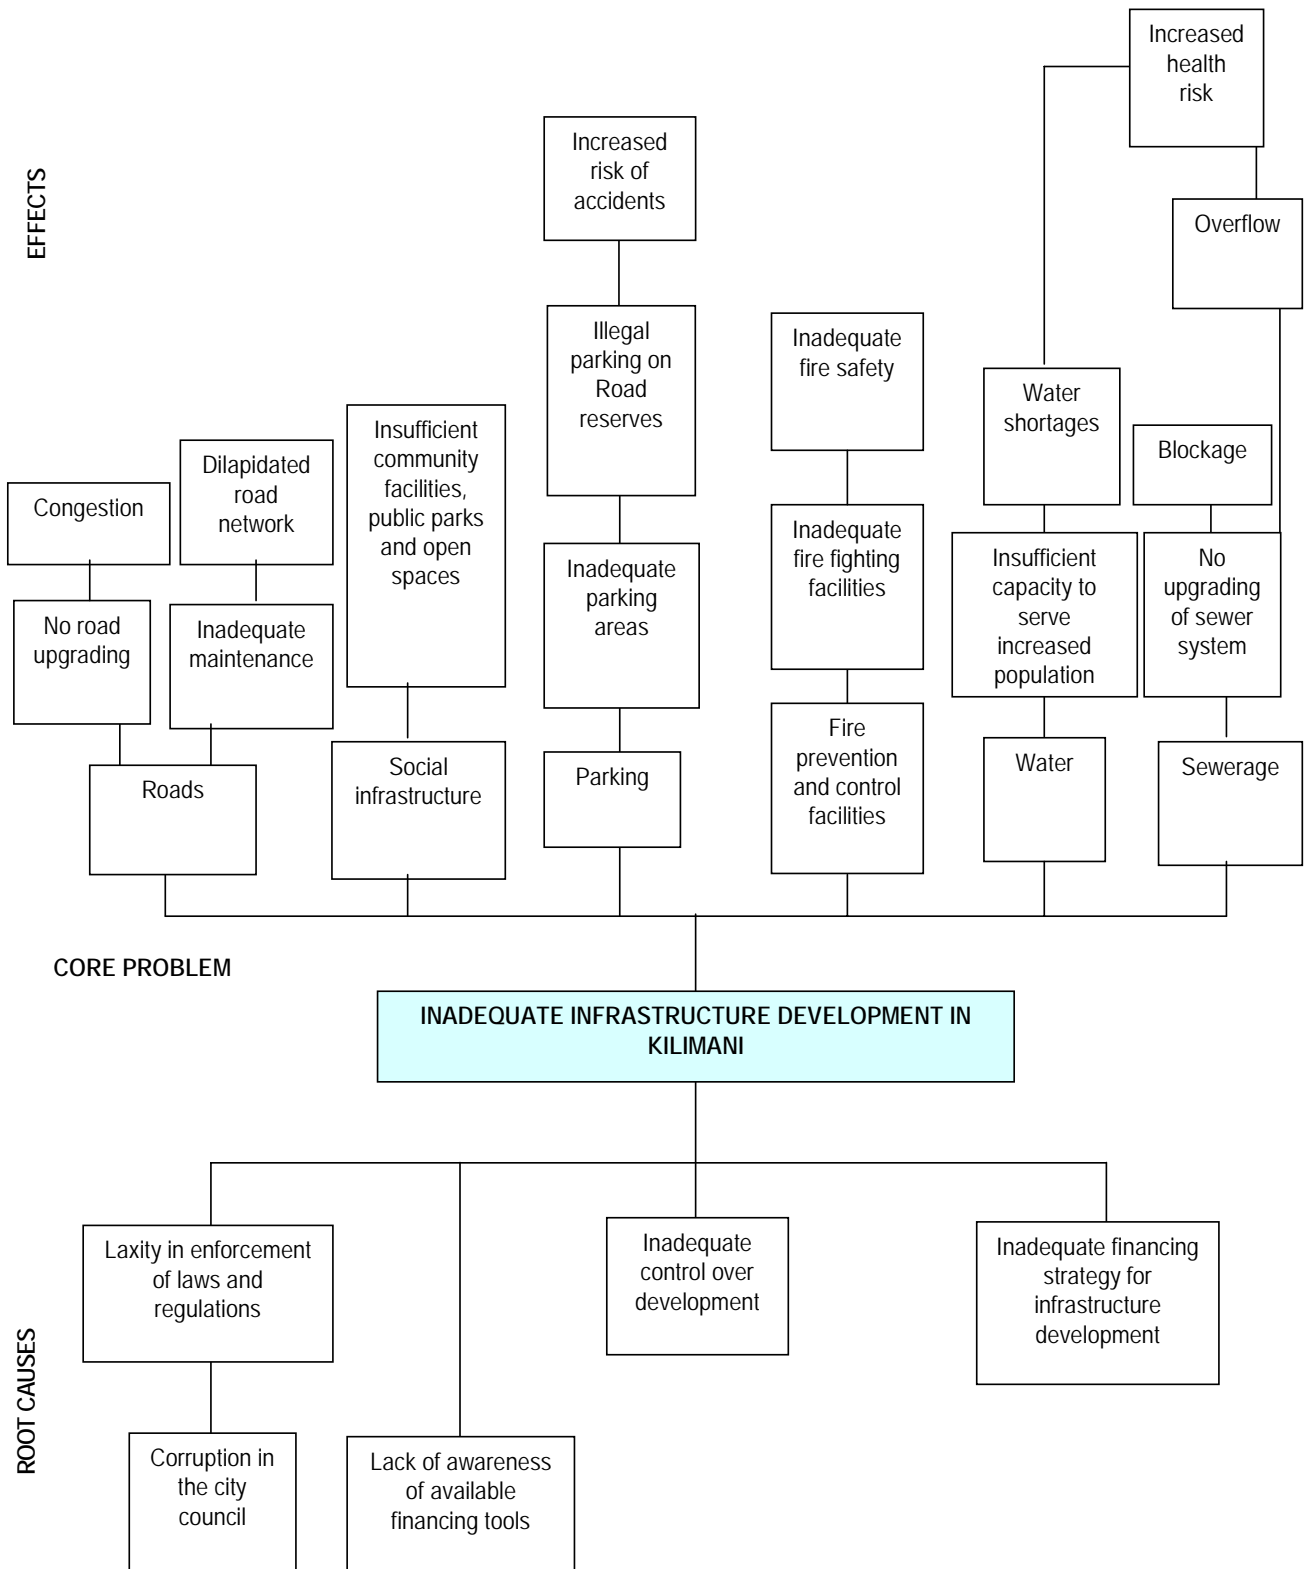 Increased
health
risk
Increased
risk of
accidents
EFFECTS
Overflow
Illegal
parking on
Road
reserves
Inadequate
fire safety
Water
shortages
Insufficient
community
facilities,
public parks
and open
spaces
Blockage
Dilapidated
road
network
Congestion
Inadequate
fire fighting
facilities
Insufficient
capacity to
serve
increased
population
No
upgrading
of sewer
system
Inadequate
parking
areas
No road
upgrading
Inadequate
maintenance
Fire
prevention
and control
facilities
Roads
Social
infrastructure
Parking
Water
Sewerage
CORE PROBLEM
INADEQUATE INFRASTRUCTURE DEVELOPMENT IN
KILIMANI
Laxity in enforcement
of laws and
regulations
Inadequate
control over
development
Inadequate financing
strategy for
infrastructure
development
ROOT CAUSES
Corruption in
the city
council
Lack of awareness
of available
financing tools